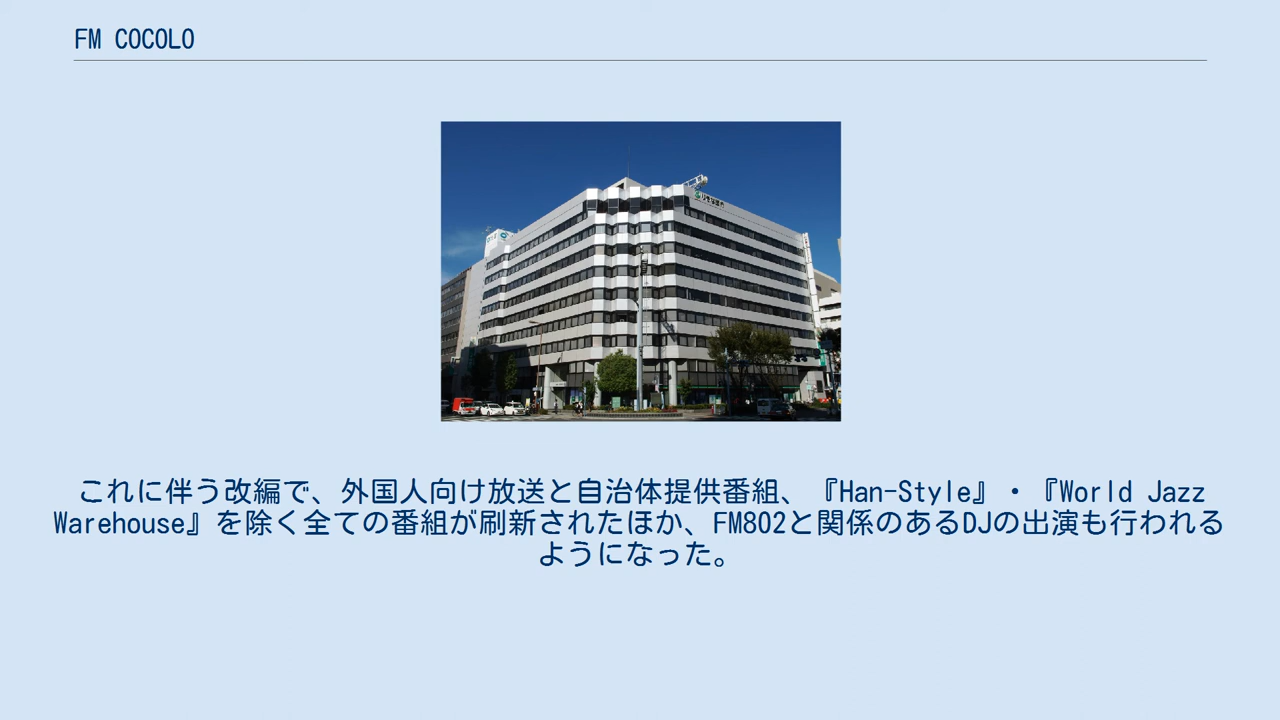 FM COCOLO
これに伴う改編で、外国人向け放送と自治体提供番組、『Han-Style』・『World Jazz
Warehouse』を除く全ての番組が刷新されたほか、FM802と関係のあるDJの出演も行われる
ようになった。